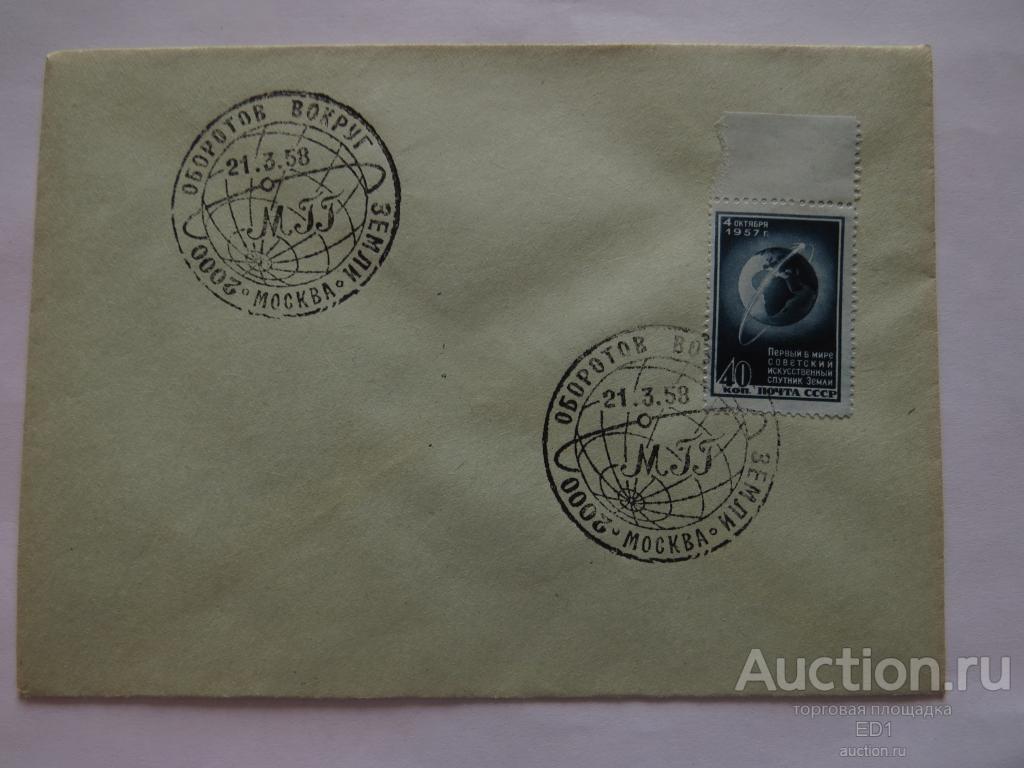 2000 ОБОРОТОВ ВОКРУГ ЗЕМЛИ
21.3.58
МГГ
МОСКВА
4 ОКТЯБРЯ
1957 г.
Первый в мире
советский
искусственный
спутник Земли
40
коп. ПОЧТА СССР
2000 ОБОРОТОВ ВО ЗЕМЛИ
21.3.58
МГГ
МОСКВА
Auction.ru
торговая площадка
ED1
auction.ru